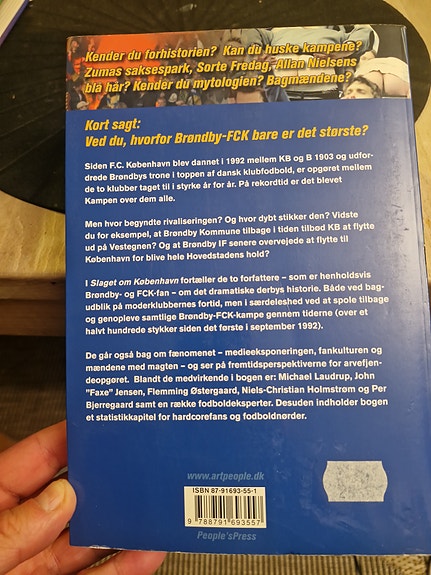 Kender du forhistorien? Kan du huske kampene?
Zumas saksespark, Sorte Fredag, Allan Nielsens
blå hår? Kender du mytologien? Bagmændene?
Kort sagt:
Ved du, hvorfor Brøndby-FCK bare er det største?
Siden F.C. København blev dannet i 1992 mellem KB og B 1903 og udfor-
drede Brøndbys trone i toppen af dansk klubfodbold, er opgøret mellem
de to klubber taget til i styrke år for år. På rekordtid er det blevet
Kampen over dem alle.
Men hvor begyndte rivaliseringen? Og hvor dybt stikker den? Vidste
du for eksempel, at Brøndby Kommune tilbage i tiden tilbød KB at flytte
ud på Vestegnen? Og at Brøndby IF senere overvejede at flytte til
København for blive hele Hovedstadens hold?
I Slaget om København fortæller de to forfattere – som er henholdsvis
Brøndby- og FCK-fan – om det dramatiske derbys historie. Både ved bag-
udblik på moderklubbernes fortid, men i særdeleshed ved at spole tilbage
og genopleve samtlige Brøndby-FCK-kampe gennem tiderne (over et
halvt hundrede stykker siden det første i september 1992).
De går også bag om fænomenet – medieeksponeringen, fankulturen og
mændene med magten – og ser på fremtidsperspektiverne for arvefjen-
deopgøret. Blandt de medvirkende i bogen er: Michael Laudrup, John
"Faxe" Jensen, Flemming Østergaard, Niels-Christian Holmstrøm og Per
Bjerregaard samt en række fodboldeksperter. Desuden indholder bogen
et statistikkapitel for hardcorefans og fodboldnørder.
www.artpeople.dk
ISBN 87-91693-55-1
9 788791 693557
People'sPress